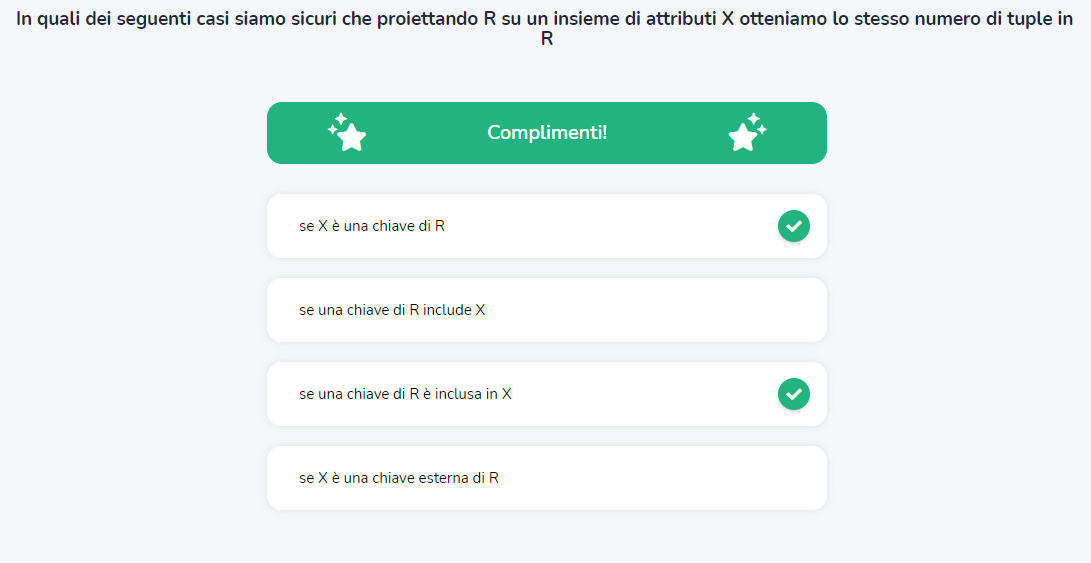 In quali dei seguenti casi siamo sicuri che proiettando R su un insieme di attributi X otteniamo lo stesso numero di tuple in
R
Complimenti!
se X è una chiave di R
se una chiave di R include X
se una chiave di R è inclusa in X
se X è una chiave esterna di R